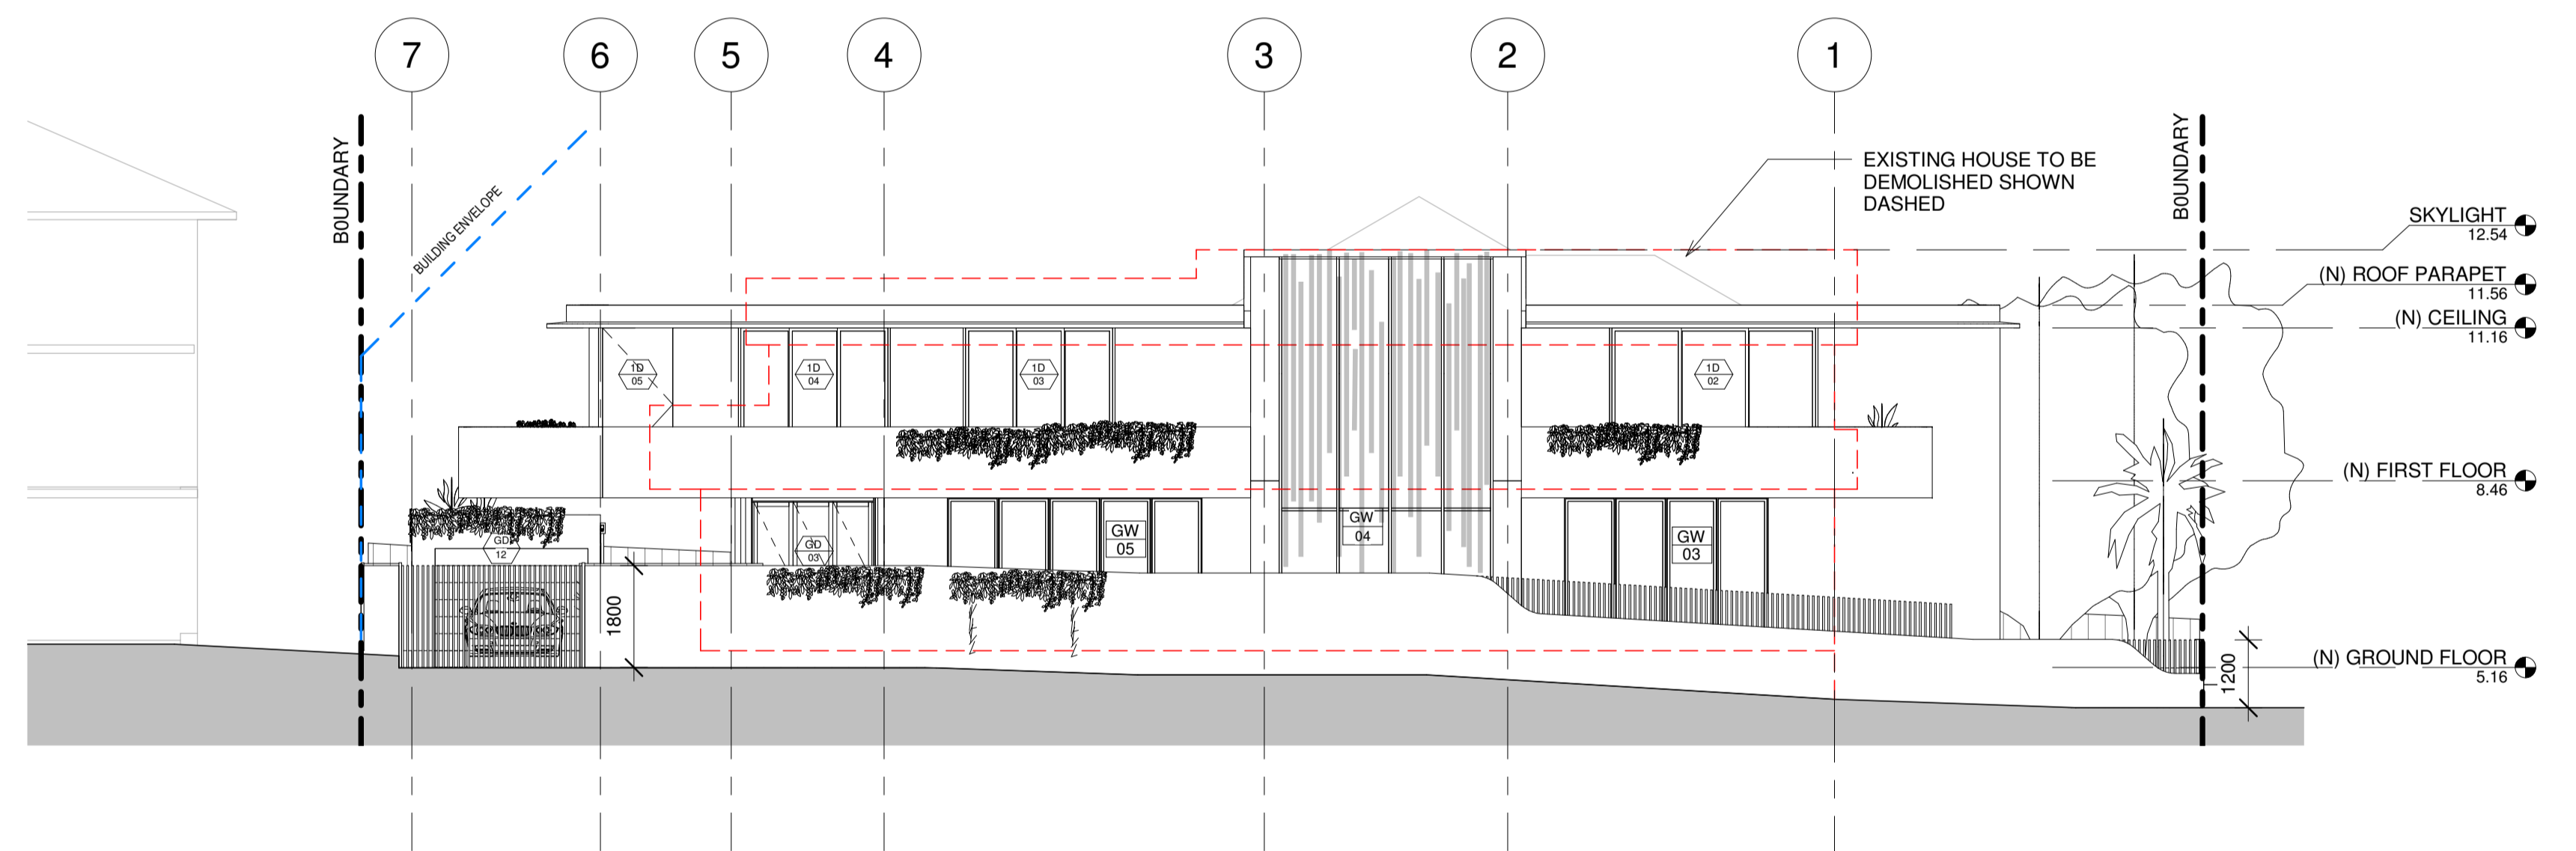 7
6
5
4
3
2
1
B0UNDARY
BUILDING ENVELOPE
EXISTING HOUSE TO BE
DEMOLISHED SHOWN
DASHED
B0UNDARY
SKYLIGHT
12.54
(N) ROOF PARAPET
11.56
(N) CEILING
11.16
(N) FIRST FLOOR
8.46
(N) GROUND FLOOR
5.16
1D
05
1D
04
1D
03
1D
02
GD
12
GD
03
GW
05
GW
04
GW
03
1800
1200